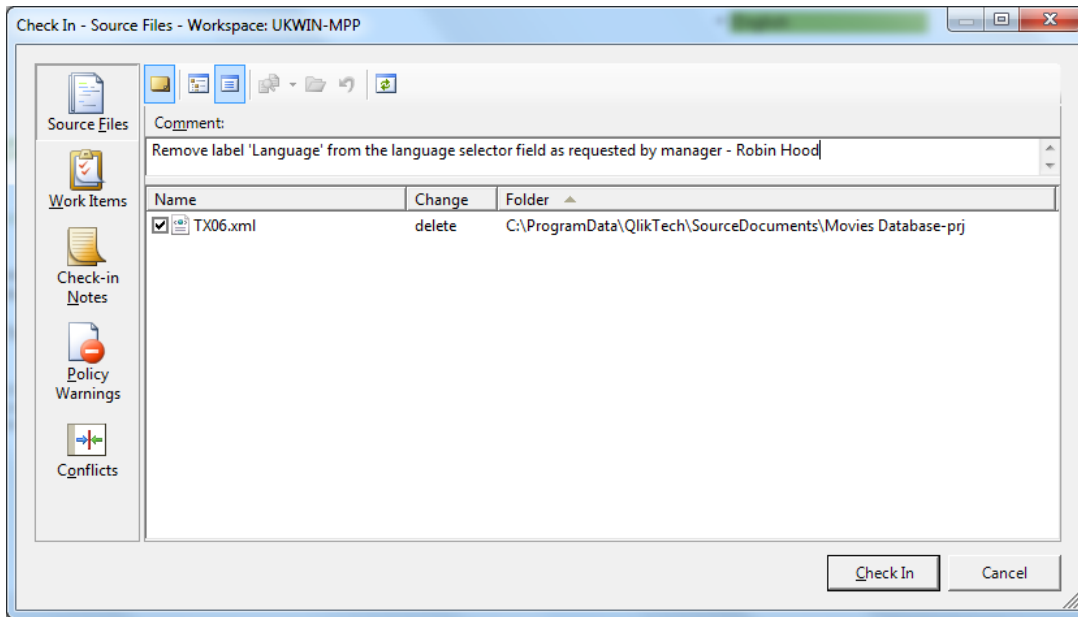 Check In - Source Files - Workspace: UKWIN-MPP
Source Files
Work Items
Check-in
Notes
Policy
Warnings
Conflicts
Comment:
Remove label 'Language' from the language selector field as requested by manager - Robin Hood
Name Change Folder
TX06.xml delete C:\ProgramData\QlikTech\SourceDocuments\Movies Database-prj
Check In Cancel